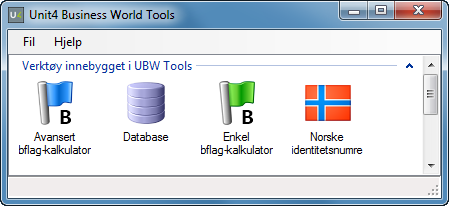 U4 Unit4 Business World Tools
Fil Hjelp
Verktøy innebygget i UBW Tools
B B
Avansert Database Enkel Norske
bflag-kalkulator bflag-kalkulator identitetsnumre